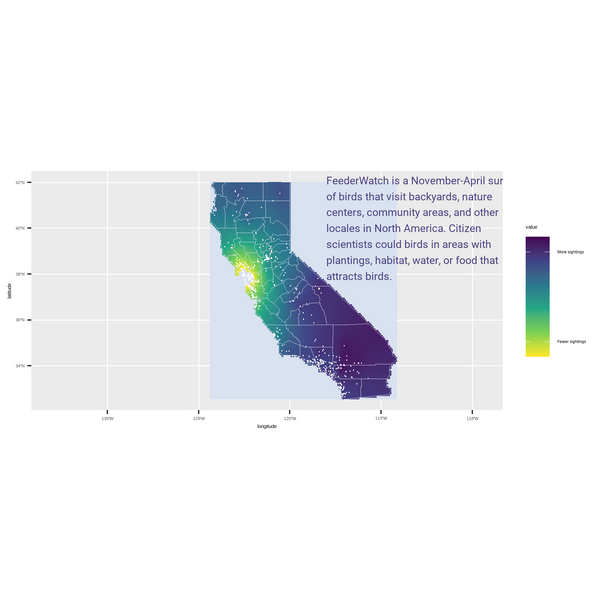 FeederWatch is a November-April sur
of birds that visit backyards, nature
centers, community areas, and other
locales in North America. Citizen
scientists could birds in areas with
plantings, habitat, water, or food that
attracts birds.
42°N
40°N
38°N
36°N
34°N
latitude
130°W
125°W
120°W
115°W
110°W
longitude
value
More sightings
Fewer sightings